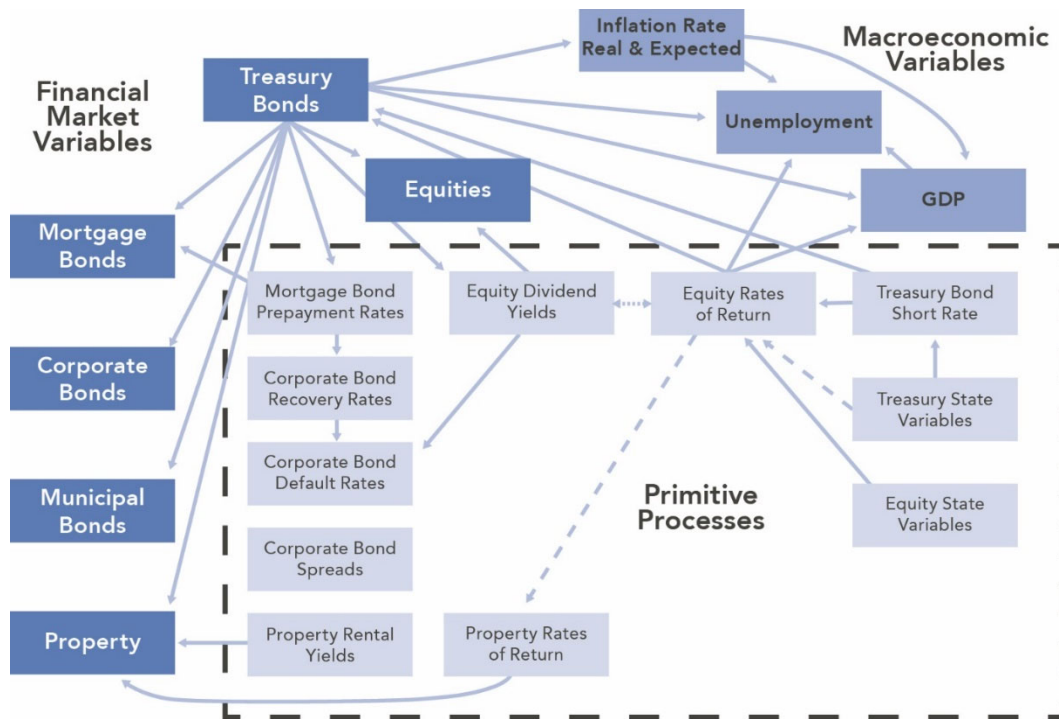 Inflation Rate
Real & Expected
Macroeconomic
Variables
Financial
Market
Variables
Treasury
Bonds
Unemployment
Equities
GDP
Mortgage
Bonds
Mortgage Bond
Prepayment Rates
Equity Dividend
Yields
Equity Rates
of Return
Treasury Bond
Short Rate
Corporate
Bonds
Corporate Bond
Recovery Rates
Treasury State
Variables
Corporate Bond
Default Rates
Municipal
Bonds
Primitive
Processes
Equity State
Variables
Corporate Bond
Spreads
Property
Property Rental
Yields
Property Rates
of Return